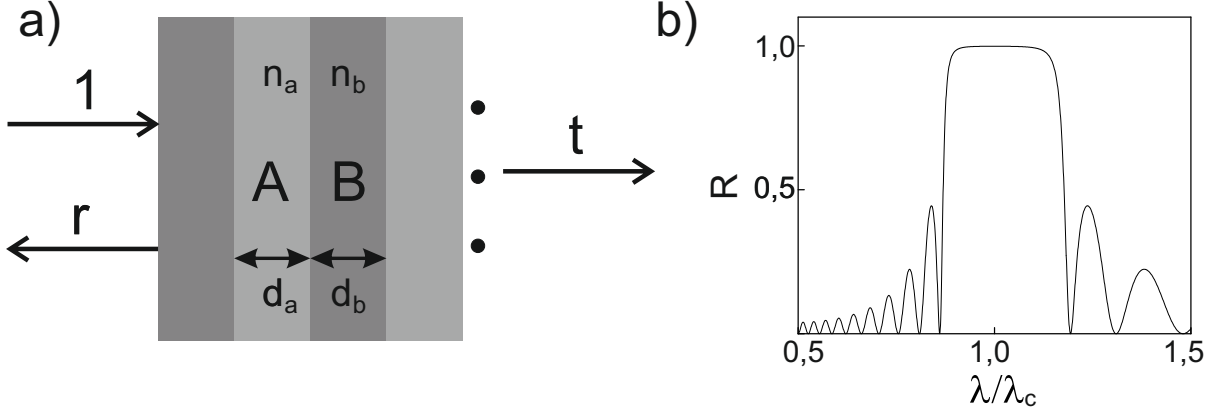 a)
1
r
n_a n_b
A B
d_a d_b
t
b)
R
1,0
0,5
0,5 1,0 1,5
λ/λ_c